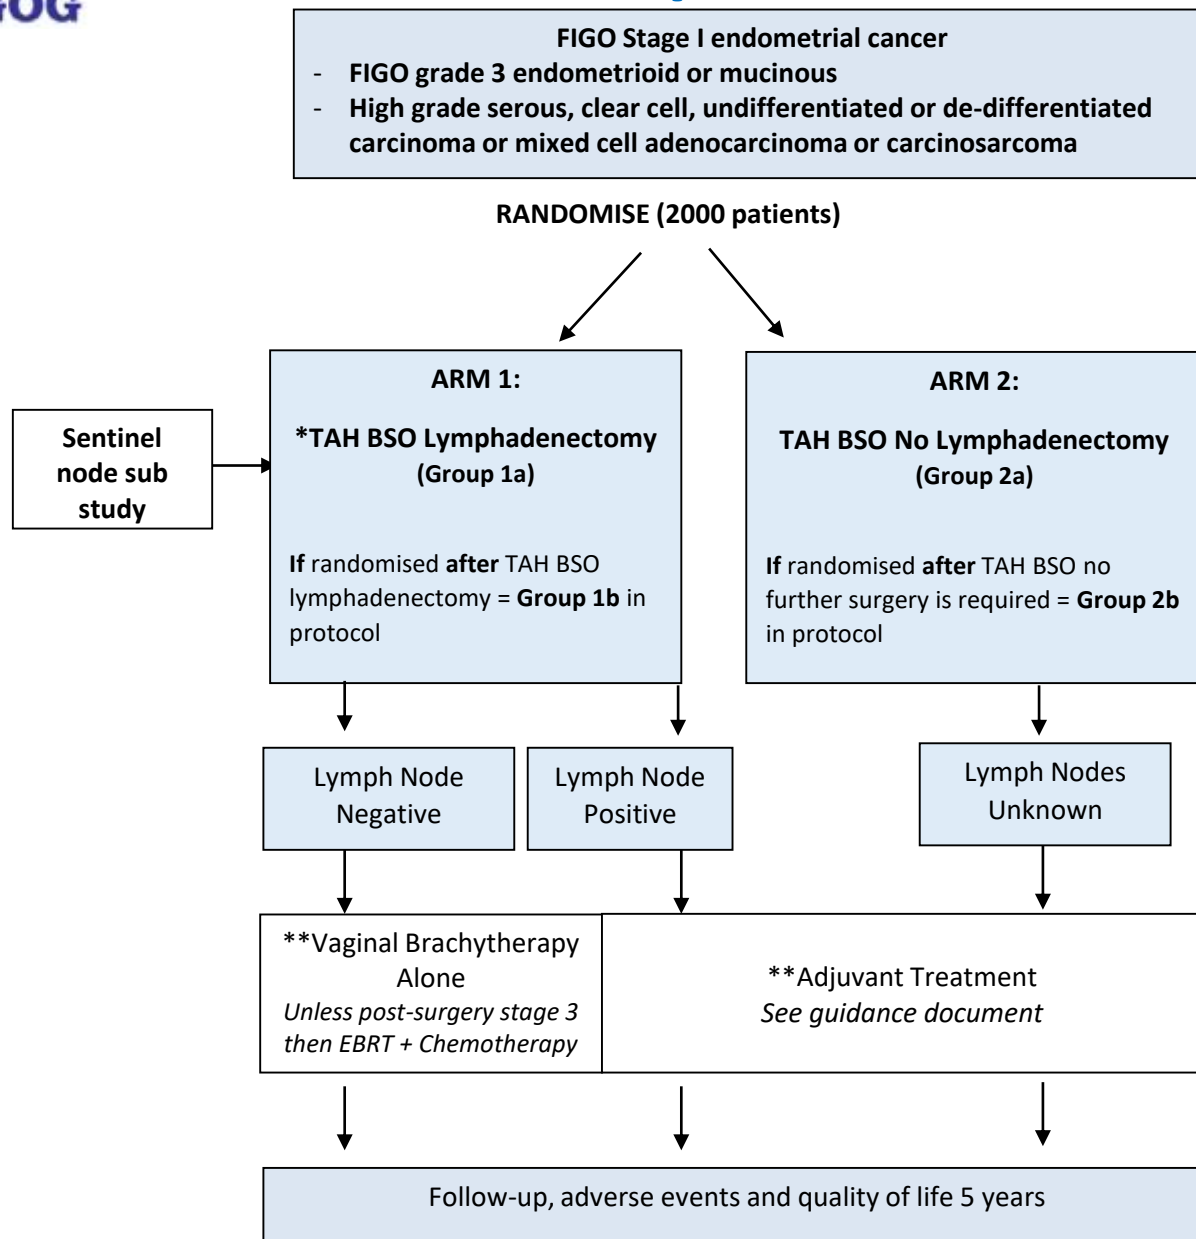 FIGO Stage I endometrial cancer
- FIGO grade 3 endometrioid or mucinous
- High grade serous, clear cell, undifferentiated or de-differentiated
carcinoma or mixed cell adenocarcinoma or carcinosarcoma
RANDOMISE (2000 patients)
Sentinel
node sub
study
ARM 1:
*TAH BSO Lymphadenectomy
(Group 1a)
If randomised after TAH BSO
lymphadenectomy = Group 1b in
protocol
ARM 2:
TAH BSO No Lymphadenectomy
(Group 2a)
If randomised after TAH BSO no
further surgery is required = Group 2b
in protocol
Lymph Node
Negative
Lymph Node
Positive
Lymph Nodes
Unknown
**Vaginal Brachytherapy
Alone
Unless post-surgery stage 3
then EBRT + Chemotherapy
**Adjuvant Treatment
See guidance document
Follow-up, adverse events and quality of life 5 years